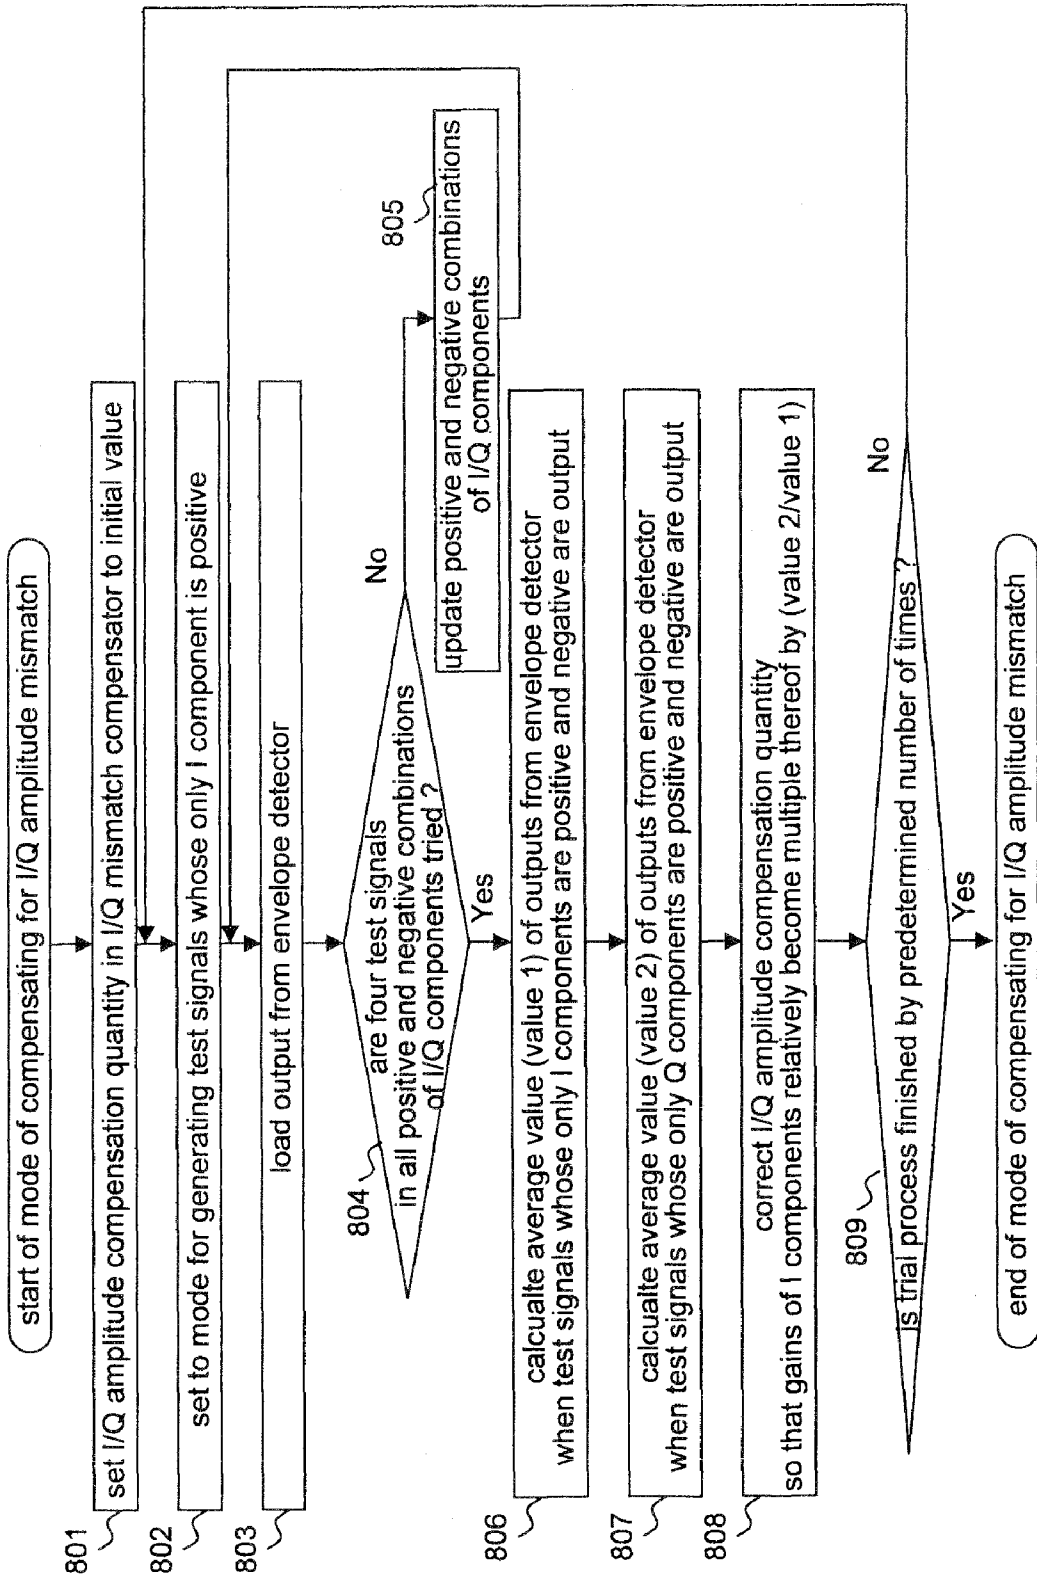 start of mode of compensating for I/Q amplitude mismatch
801
set I/Q amplitude compensation quantity in I/Q mismatch compensator to initial value
802
set to mode for generating test signals whose only I component is positive
803
load output from envelope detector
804
are four test signals
in all positive and negative combinations
of I/Q components tried ?
No
Yes
805
update positive and negative combinations
of I/Q components
806
calcualte average value (value 1) of outputs from envelope detector
when test signals whose only I components are positive and negative are output
807
calcualte average value (value 2) of outputs from envelope detector
when test signals whose only Q components are positive and negative are output
808
correct I/Q amplitude compensation quantity
so that gains of I components relatively become multiple thereof by (value 2/value 1)
809
is trial process finished by predetermined number of times ?
No
Yes
end of mode of compensating for I/Q amplitude mismatch